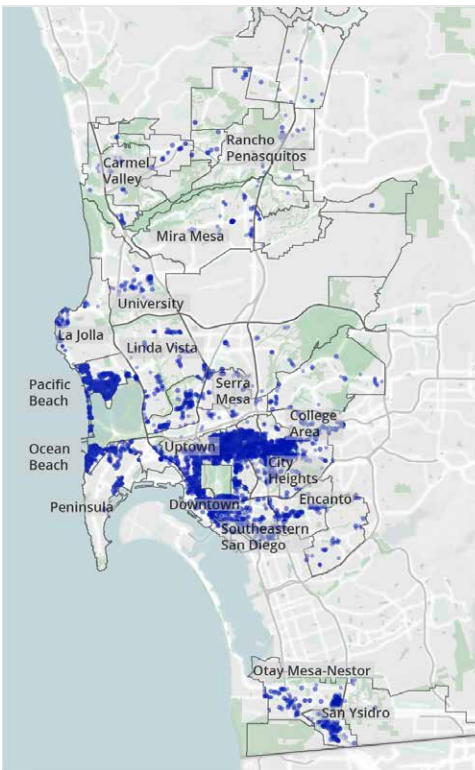 Rancho
Penasquitos
Carmel
Valley
Mira Mesa
University
La Jolla
Linda Vista
Pacific
Beach
Serra
Mesa
College
Area
Ocean
Beach
Uptown
City
Heights
Encanto
Peninsula
Downtown
Southeastern
San Diego
Otay Mesa-Nestor
San Ysidro